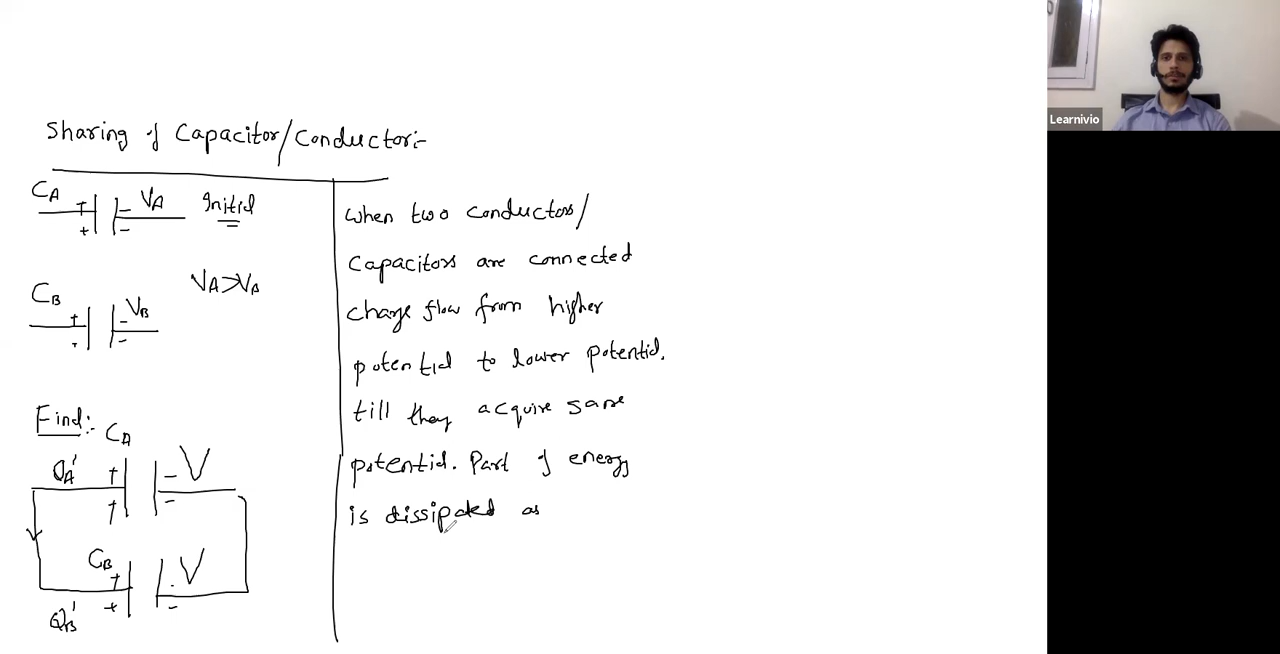 Sharing of Capacitor/Conductor:-
CA VA Initial
CB VB VA>VB
when two conductors/
capacitors are connected
charge flow from higher
potential to lower potential.
till they acquire same
potential. Part of energy
is dissipated as
Find:-
CA
QA' V
CB V
QB'
Learnivio